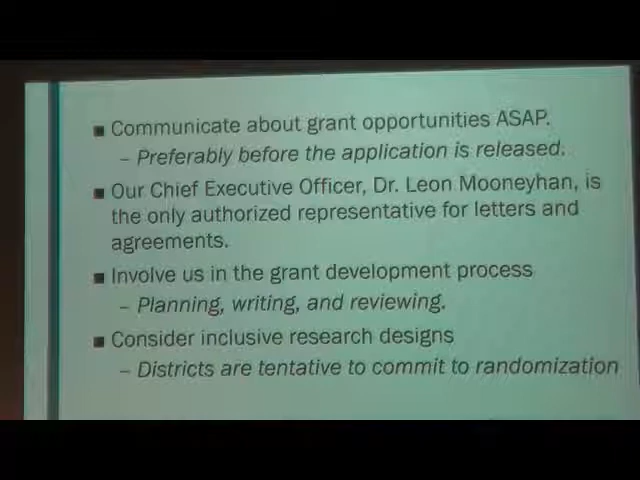 ■ Communicate about grant opportunities ASAP.
– Preferably before the application is released.
■ Our Chief Executive Officer, Dr. Leon Mooneyhan, is
the only authorized representative for letters and
agreements.
■ Involve us in the grant development process
– Planning, writing, and reviewing.
■ Consider inclusive research designs
– Districts are tentative to commit to randomization